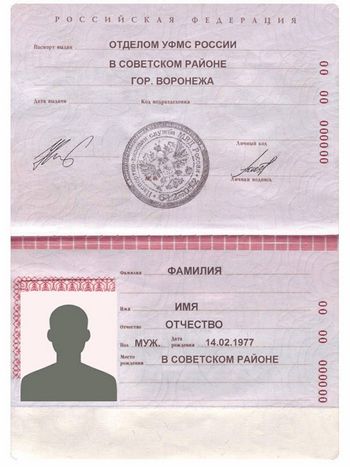 РОССИЙСКАЯ ФЕДЕРАЦИЯ
Паспорт выдан ОТДЕЛОМ УФМС РОССИИ
В СОВЕТСКОМ РАЙОНЕ
ГОР. ВОРОНЕЖА
Дата выдачи Код подразделения
Личный код
Личная подпись
00 00 000000
Фамилия ФАМИЛИЯ
Имя ИМЯ
Отчество ОТЧЕСТВО
Пол МУЖ. Дата рождения 14.02.1977
Место рождения В СОВЕТСКОМ РАЙОНЕ
00 00 000000